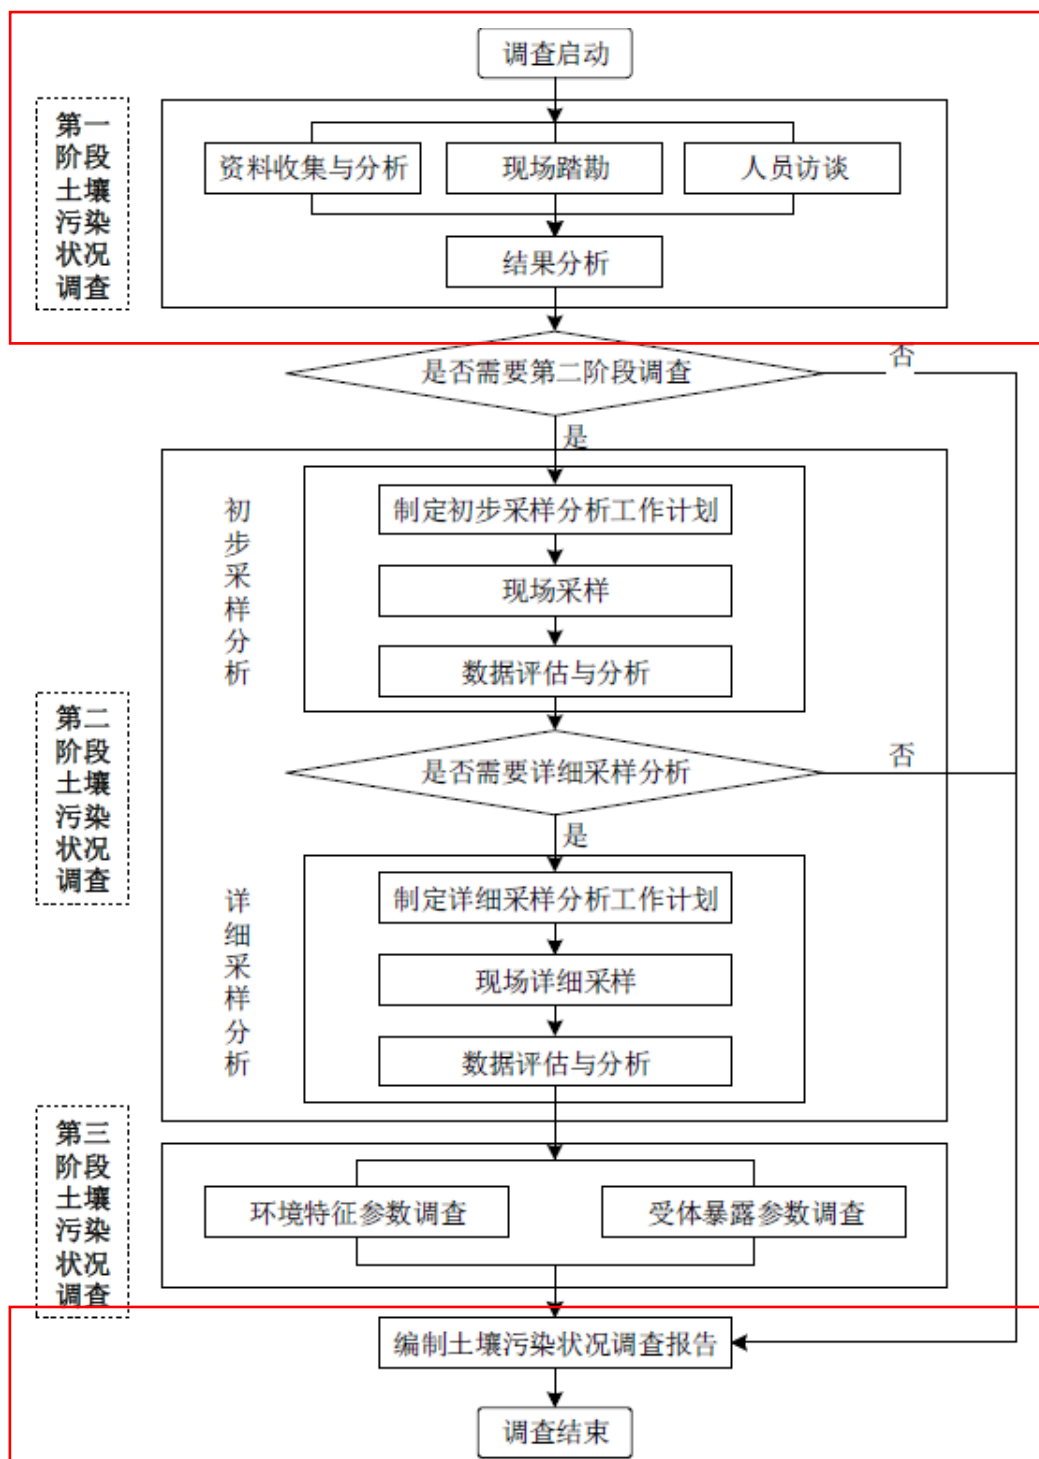 调查启动
第一
阶段
土壤
污染
状况
调查
资料收集与分析
现场踏勘
人员访谈
结果分析
是否需要第二阶段调查
否
是
初
步
采
样
分
析
制定初步采样分析工作计划
现场采样
数据评估与分析
第二
阶段
土壤
污染
状况
调查
是否需要详细采样分析
否
是
详
细
采
样
分
析
制定详细采样分析工作计划
现场详细采样
数据评估与分析
第三
阶段
土壤
污染
状况
调查
环境特征参数调查
受体暴露参数调查
编制土壤污染状况调查报告
调查结束